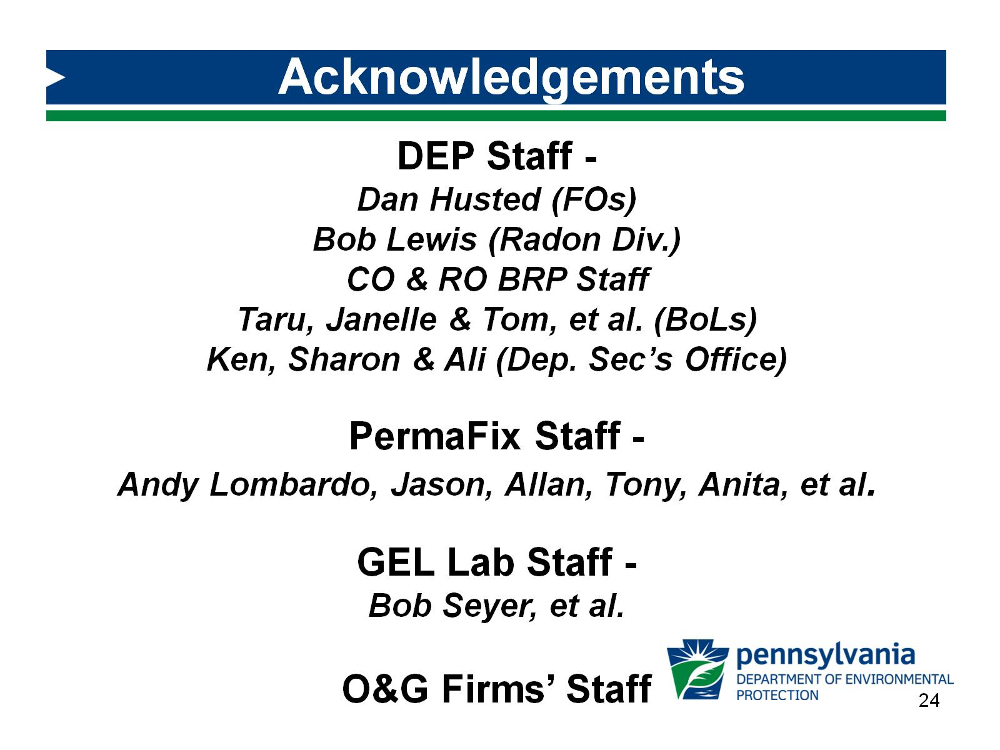 Acknowledgements
DEP Staff -
Dan Husted (FOs)
Bob Lewis (Radon Div.)
CO & RO BRP Staff
Taru, Janelle & Tom, et al. (BoLs)
Ken, Sharon & Ali (Dep. Sec’s Office)
PermaFix Staff -
Andy Lombardo, Jason, Allan, Tony, Anita, et al.
GEL Lab Staff -
Bob Seyer, et al.
O&G Firms’ Staff
pennsylvania
DEPARTMENT OF ENVIRONMENTAL
PROTECTION
24